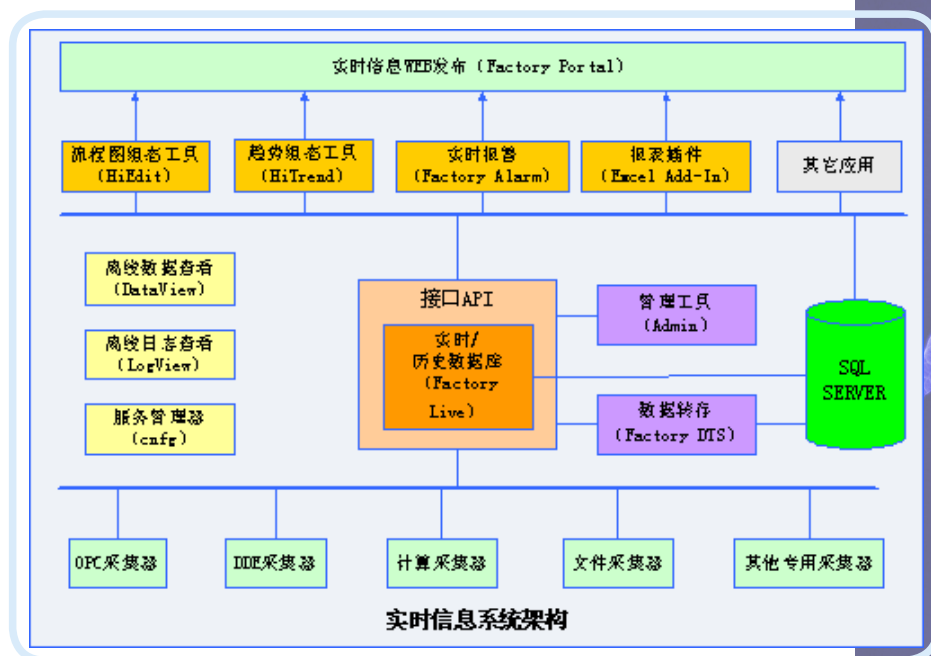 实时信息WEB发布（Factory Portal）
流程图组态工具
(HiEdit)
趋势组态工具
(HiTrend)
实时报警
(Factory Alarm)
报表插件
(Excel Add-In)
其它应用
离线数据查看
(DataView)
离线日志查看
(LogView)
服务管理器
(cnfg)
接口API
实时/
历史数据库
(Factory
Live)
管理工具
(Admin)
数据转存
(Factory DTS)
SQL
SERVER
OPC采集器
DDE采集器
计算采集器
文件采集器
其他专用采集器
实时信息系统架构